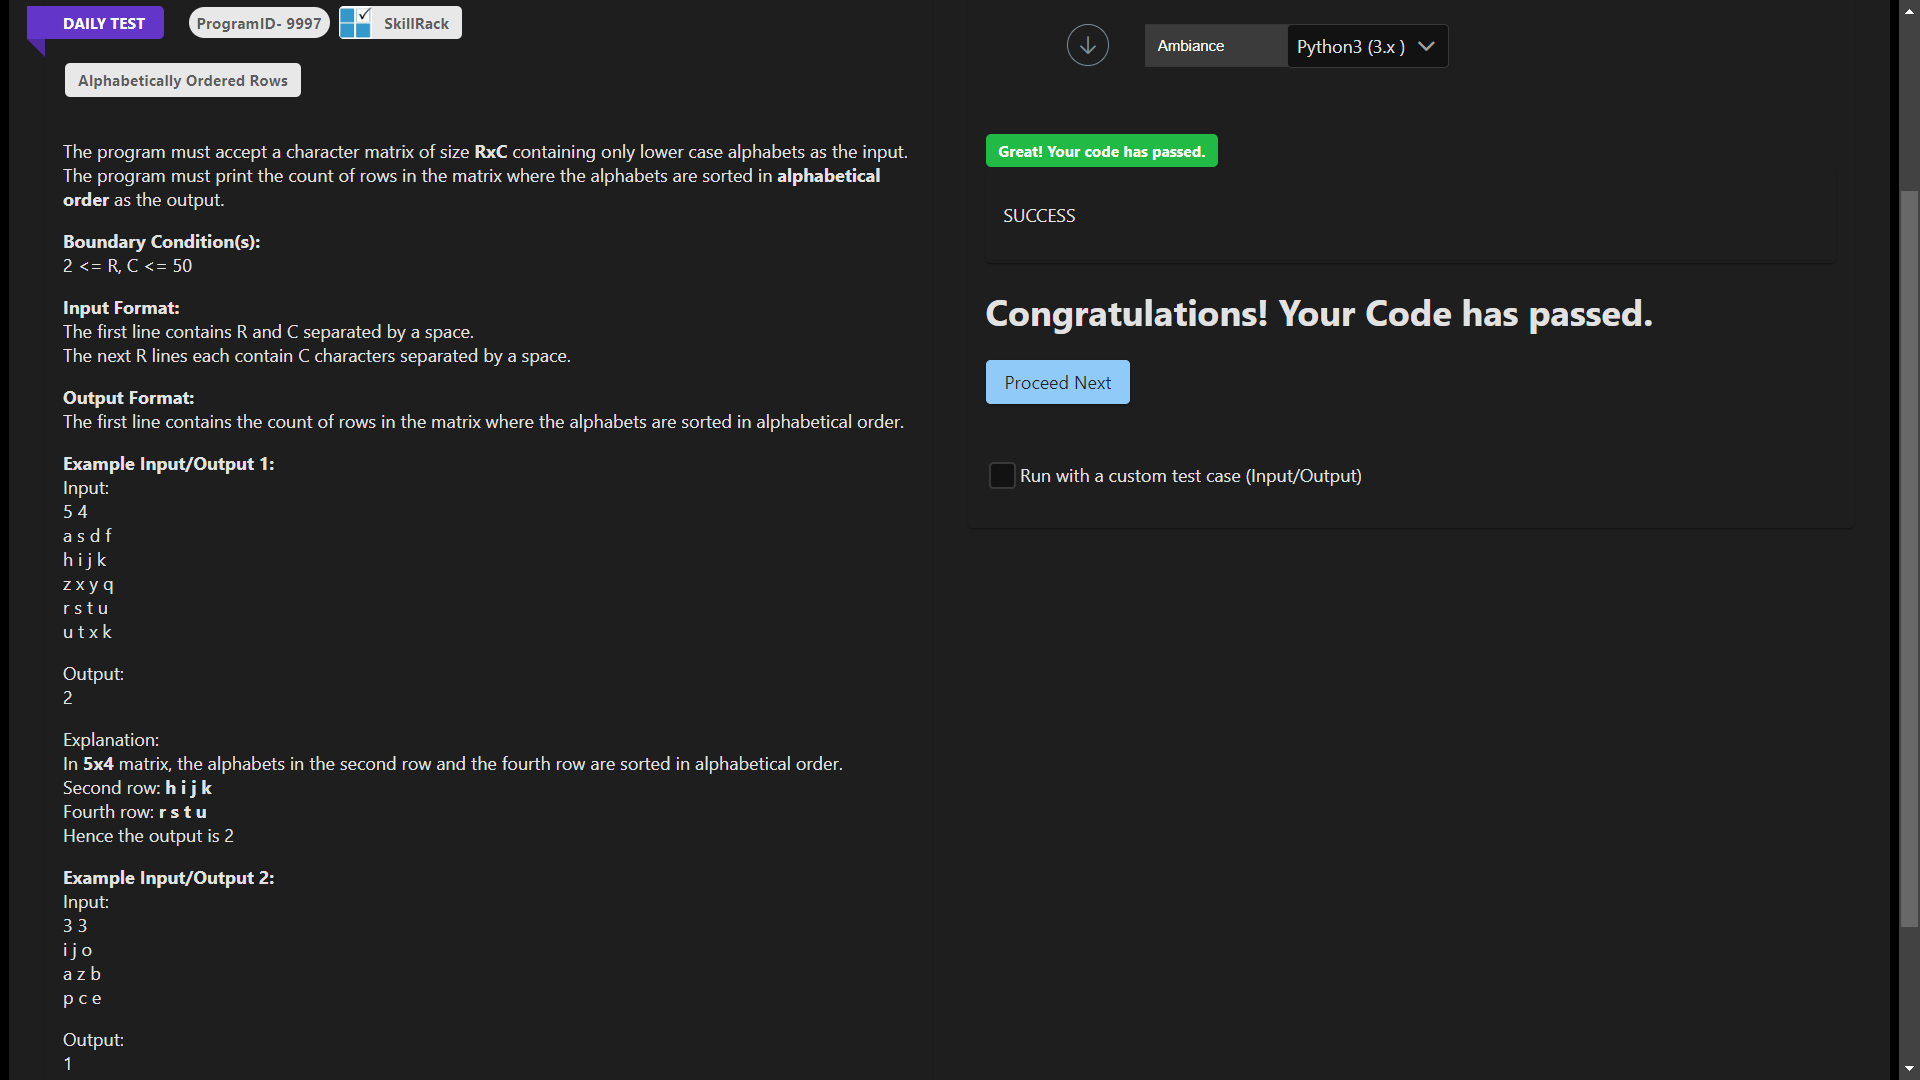 DAILY TEST
ProgramID- 9997
SkillRack
Alphabetically Ordered Rows
The program must accept a character matrix of size RxC containing only lower case alphabets as the input.
The program must print the count of rows in the matrix where the alphabets are sorted in alphabetical
order as the output.
Boundary Condition(s):
2 <= R, C <= 50
Input Format:
The first line contains R and C separated by a space.
The next R lines each contain C characters separated by a space.
Output Format:
The first line contains the count of rows in the matrix where the alphabets are sorted in alphabetical order.
Example Input/Output 1:
Input:
5 4
a s d f
h i j k
z x y q
r s t u
u t x k
Output:
2
Explanation:
In 5x4 matrix, the alphabets in the second row and the fourth row are sorted in alphabetical order.
Second row: h i j k
Fourth row: r s t u
Hence the output is 2
Example Input/Output 2:
Input:
3 3
i j o
a z b
p c e
Output:
1
Ambiance
Python3 (3.x )
Great! Your code has passed.
SUCCESS
Congratulations! Your Code has passed.
Proceed Next
Run with a custom test case (Input/Output)